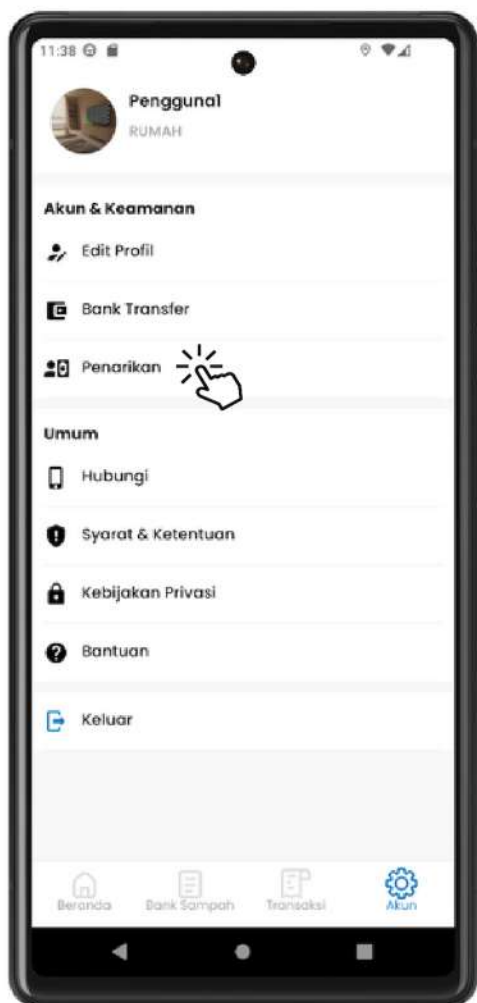 11:38
Pengguna1
RUMAH
Akun & Keamanan
Edit Profil
Bank Transfer
Penarikan
Umum
Hubungi
Syarat & Ketentuan
Kebijakan Privasi
Bantuan
Keluar
Beranda
Bank Sampah
Transaksi
Akun